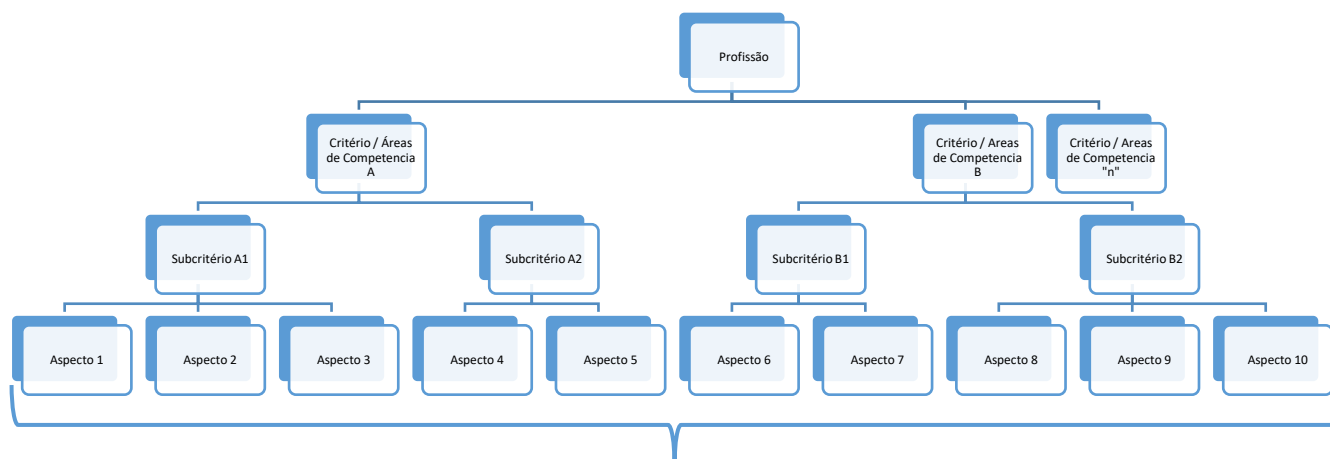 Profissão
Critério / Áreas
de Competencia
A
Critério / Areas
de Competencia
B
Critério / Areas
de Competencia
"n"
Subcritério A1
Subcritério A2
Subcritério B1
Subcritério B2
Aspecto 1
Aspecto 2
Aspecto 3
Aspecto 4
Aspecto 5
Aspecto 6
Aspecto 7
Aspecto 8
Aspecto 9
Aspecto 10